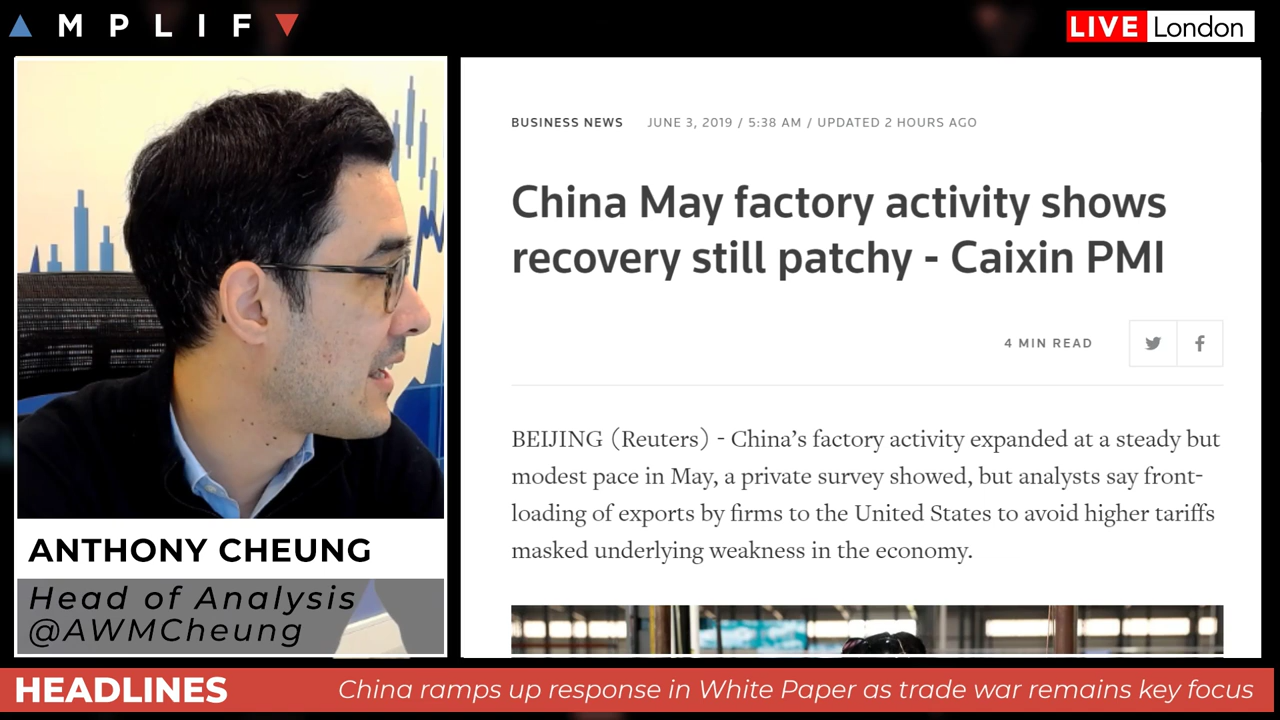 AMPLIFY
LIVE London
BUSINESS NEWS JUNE 3, 2019 / 5:38 AM / UPDATED 2 HOURS AGO
China May factory activity shows
recovery still patchy - Caixin PMI
4 MIN READ
BEIJING (Reuters) - China’s factory activity expanded at a steady but
modest pace in May, a private survey showed, but analysts say front-
loading of exports by firms to the United States to avoid higher tariffs
masked underlying weakness in the economy.
ANTHONY CHEUNG
Head of Analysis
@AWMCheung
HEADLINES China ramps up response in White Paper as trade war remains key focus